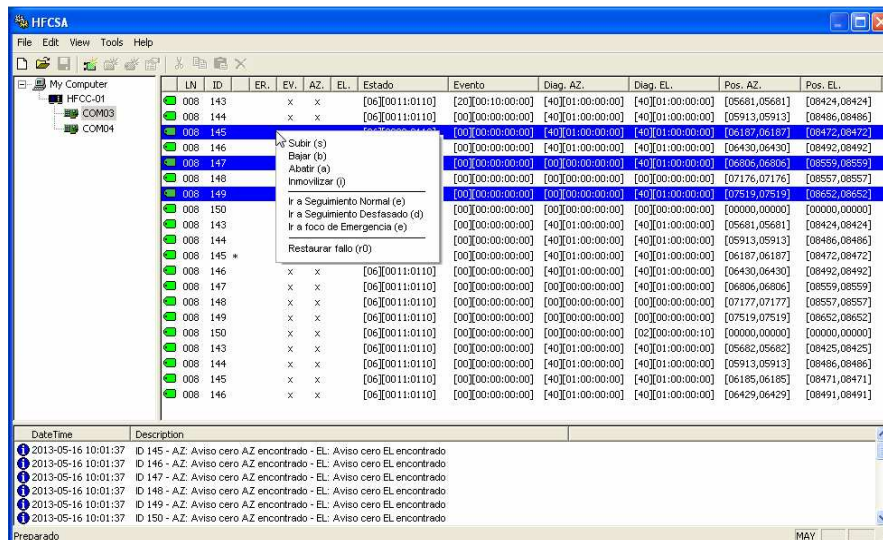 HFCSA
File Edit View Tools Help
My Computer
HFCC-01
COM03
COM04
LN ID ER. EV. AZ. EL. Estado Evento Diag. AZ. Diag. EL. Pos. AZ. Pos. EL.
008 143 x x [06][0011:0110] [20][00:10:00:00] [40][01:00:00:00] [40][01:00:00:00] [05681,05681] [08424,08424]
008 144 x x [06][0011:0110] [00][00:00:00:00] [40][01:00:00:00] [40][01:00:00:00] [05913,05913] [08486,08486]
008 145 [00][00:00:00:00] [40][01:00:00:00] [40][01:00:00:00] [06187,06187] [08472,08472]
008 146 [00][00:00:00:00] [40][01:00:00:00] [40][01:00:00:00] [06430,06430] [08492,08492]
008 147 [00][00:00:00:00] [00][00:00:00:00] [40][01:00:00:00] [06806,06806] [08559,08559]
008 148 [00][00:00:00:00] [00][00:00:00:00] [00][00:00:00:00] [07176,07176] [08557,08557]
008 149 [00][00:00:00:00] [00][00:00:00:00] [40][01:00:00:00] [07519,07519] [08652,08652]
008 150 [00][00:00:00:00] [00][00:00:00:00] [00][00:00:00:00] [00000,00000] [00000,00000]
008 143 [00][00:00:00:00] [40][01:00:00:00] [40][01:00:00:00] [05681,05681] [08424,08424]
008 144 [00][00:00:00:00] [40][01:00:00:00] [40][01:00:00:00] [05913,05913] [08486,08486]
008 145 * [00][00:00:00:00] [40][01:00:00:00] [40][01:00:00:00] [06187,06187] [08472,08472]
008 146 x x [06][0011:0110] [00][00:00:00:00] [40][01:00:00:00] [40][01:00:00:00] [06430,06430] [08492,08492]
008 147 x x [06][0011:0110] [00][00:00:00:00] [00][00:00:00:00] [40][01:00:00:00] [06806,06806] [08559,08559]
008 148 x x [06][0011:0110] [00][00:00:00:00] [00][00:00:00:00] [00][00:00:00:00] [07177,07177] [08557,08557]
008 149 x x [06][0011:0110] [00][00:00:00:00] [00][00:00:00:00] [40][01:00:00:00] [07519,07519] [08652,08652]
008 150 x x [06][0011:0110] [00][00:00:00:00] [00][00:00:00:00] [02][00:00:00:10] [00000,00000] [00000,00000]
008 143 x x [06][0011:0110] [00][00:00:00:00] [40][01:00:00:00] [40][01:00:00:00] [05682,05682] [08425,08425]
008 144 x x [06][0011:0110] [00][00:00:00:00] [40][01:00:00:00] [40][01:00:00:00] [05913,05913] [08486,08486]
008 145 x x [06][0011:0110] [00][00:00:00:00] [40][01:00:00:00] [40][01:00:00:00] [06185,06185] [08471,08471]
008 146 x x [06][0011:0110] [00][00:00:00:00] [40][01:00:00:00] [40][01:00:00:00] [06429,06429] [08491,08491]
Subir (s)
Bajar (b)
Abatir (a)
Inmovilizar (i)
Ir a Seguimiento Normal (e)
Ir a Seguimiento Desfasado (d)
Ir a foco de Emergencia (e)
Restaurar fallo (r0)
DateTime Description
2013-05-16 10:01:37 ID 145 - AZ: Aviso cero AZ encontrado - EL: Aviso cero EL encontrado
2013-05-16 10:01:37 ID 146 - AZ: Aviso cero AZ encontrado - EL: Aviso cero EL encontrado
2013-05-16 10:01:37 ID 147 - AZ: Aviso cero AZ encontrado - EL: Aviso cero EL encontrado
2013-05-16 10:01:37 ID 148 - AZ: Aviso cero AZ encontrado - EL: Aviso cero EL encontrado
2013-05-16 10:01:37 ID 149 - AZ: Aviso cero AZ encontrado - EL: Aviso cero EL encontrado
2013-05-16 10:01:37 ID 150 - AZ: Aviso cero AZ encontrado - EL: Aviso cero EL encontrado
Preparado MAY